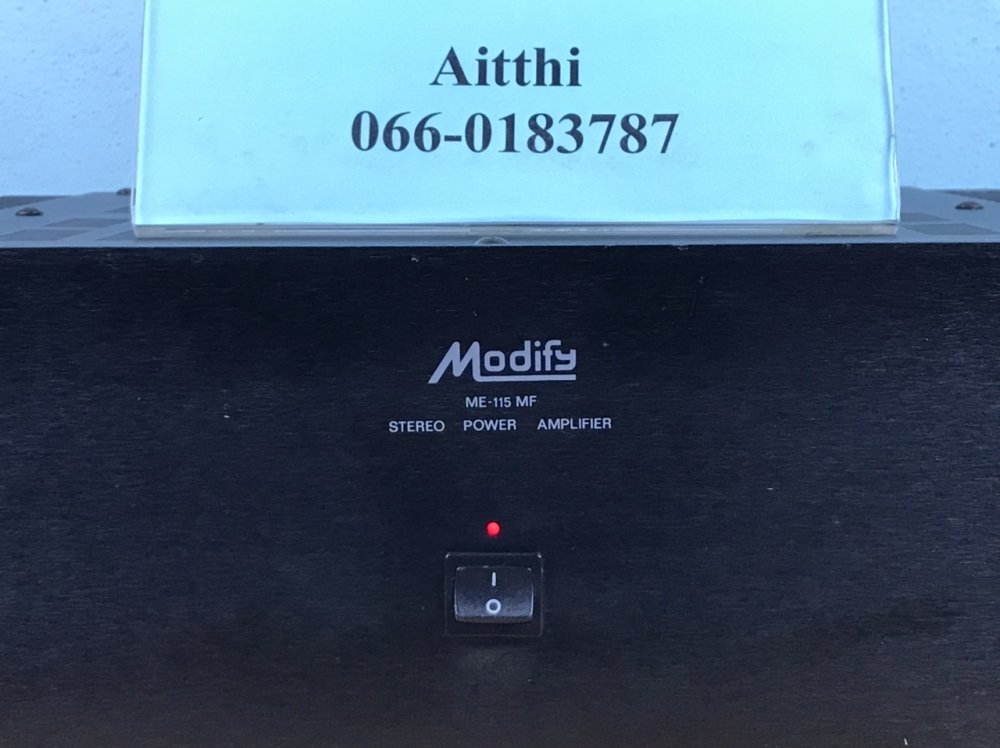 Aitthi
066-0183787
Modify
ME-115 MF
STEREO POWER AMPLIFIER
I
O